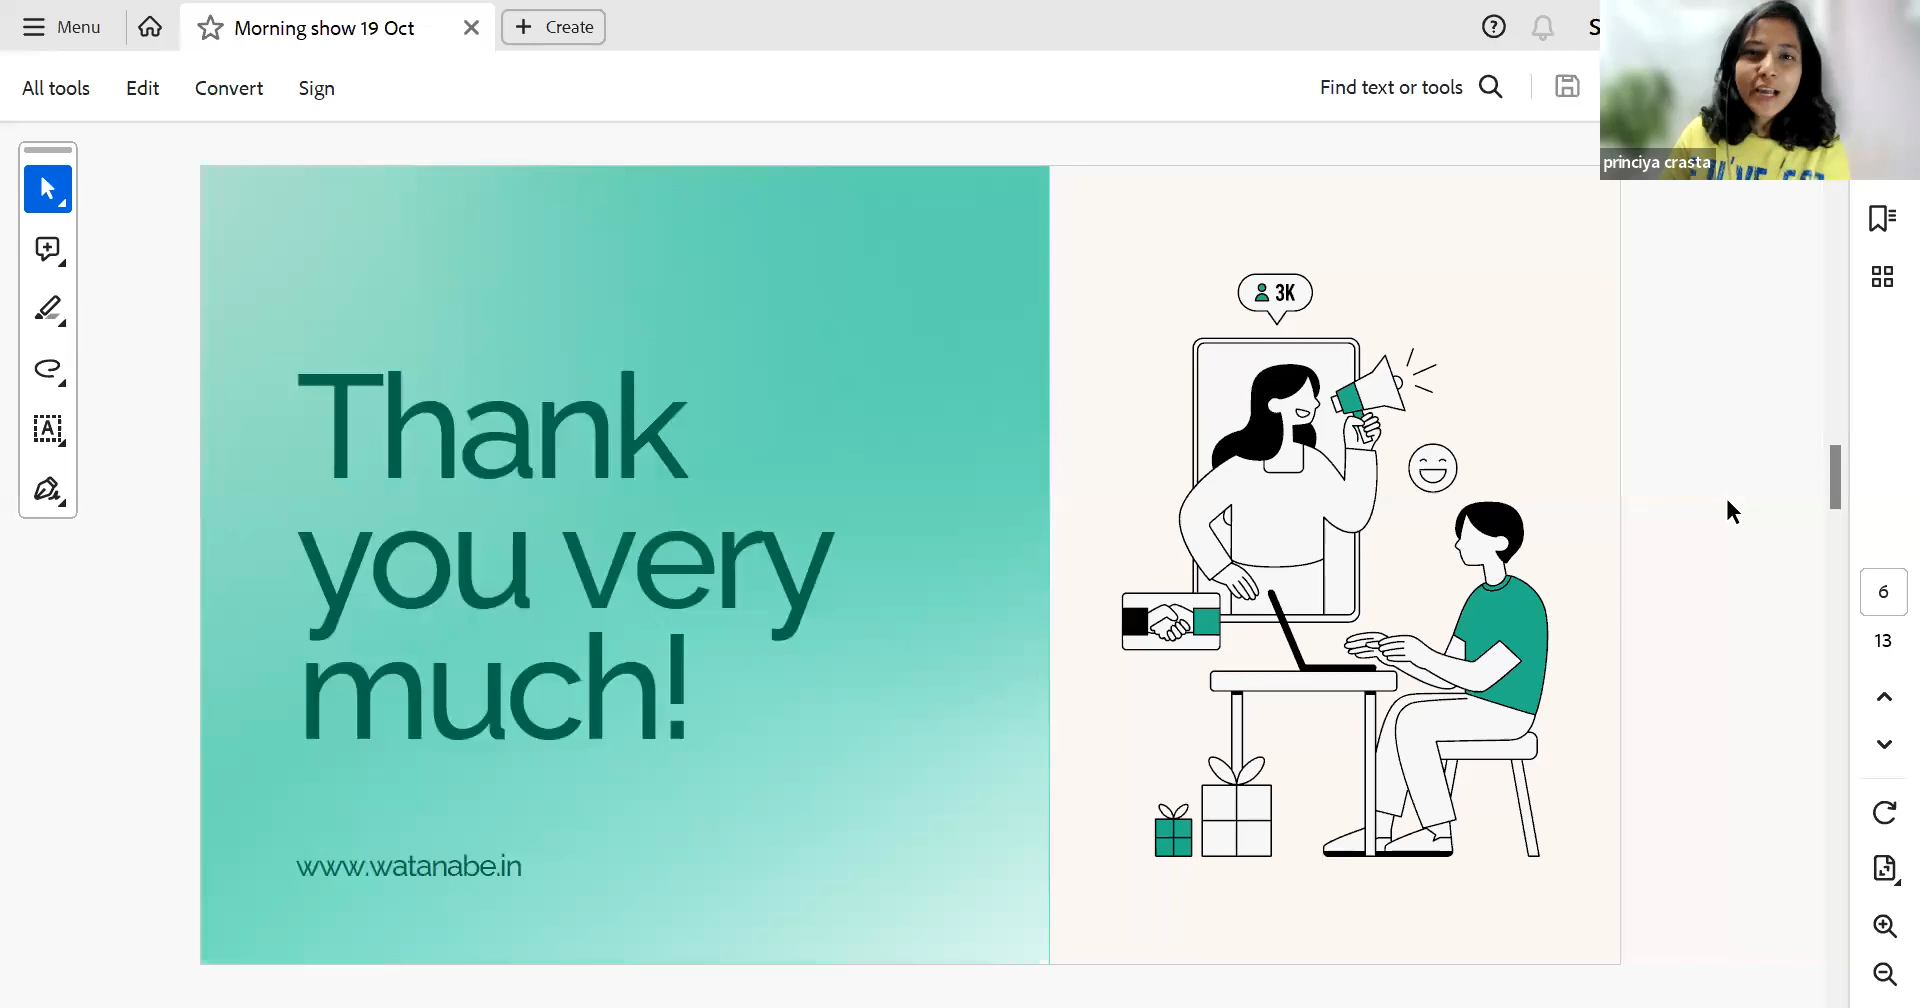 Menu
Morning show 19 Oct
Create
S
All tools
Edit
Convert
Sign
Find text or tools
princiya crasta
3K
Thank
you very
much!
www.watanabe.in
A
6
13